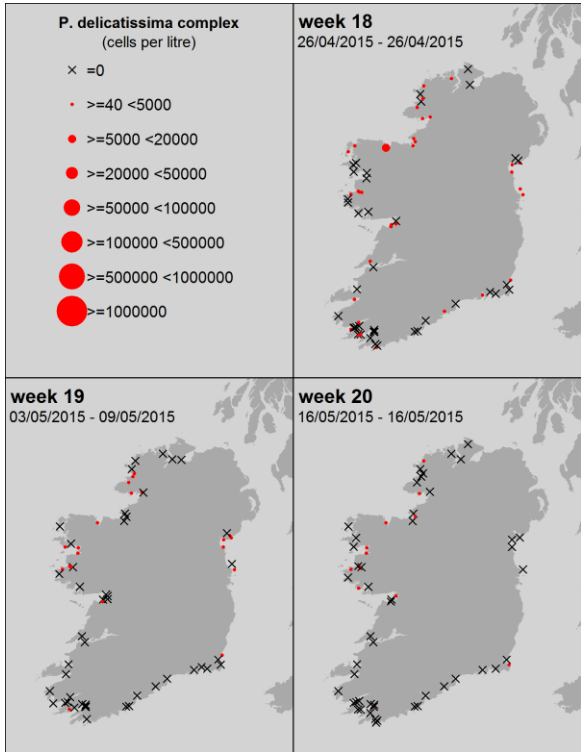 P. delicatissima complex
(cells per litre)
=0
>=40 <5000
>=5000 <20000
>=20000 <50000
>=50000 <100000
>=100000 <500000
>=500000 <1000000
>=1000000
week 18
26/04/2015 - 26/04/2015
week 19
03/05/2015 - 09/05/2015
week 20
16/05/2015 - 16/05/2015